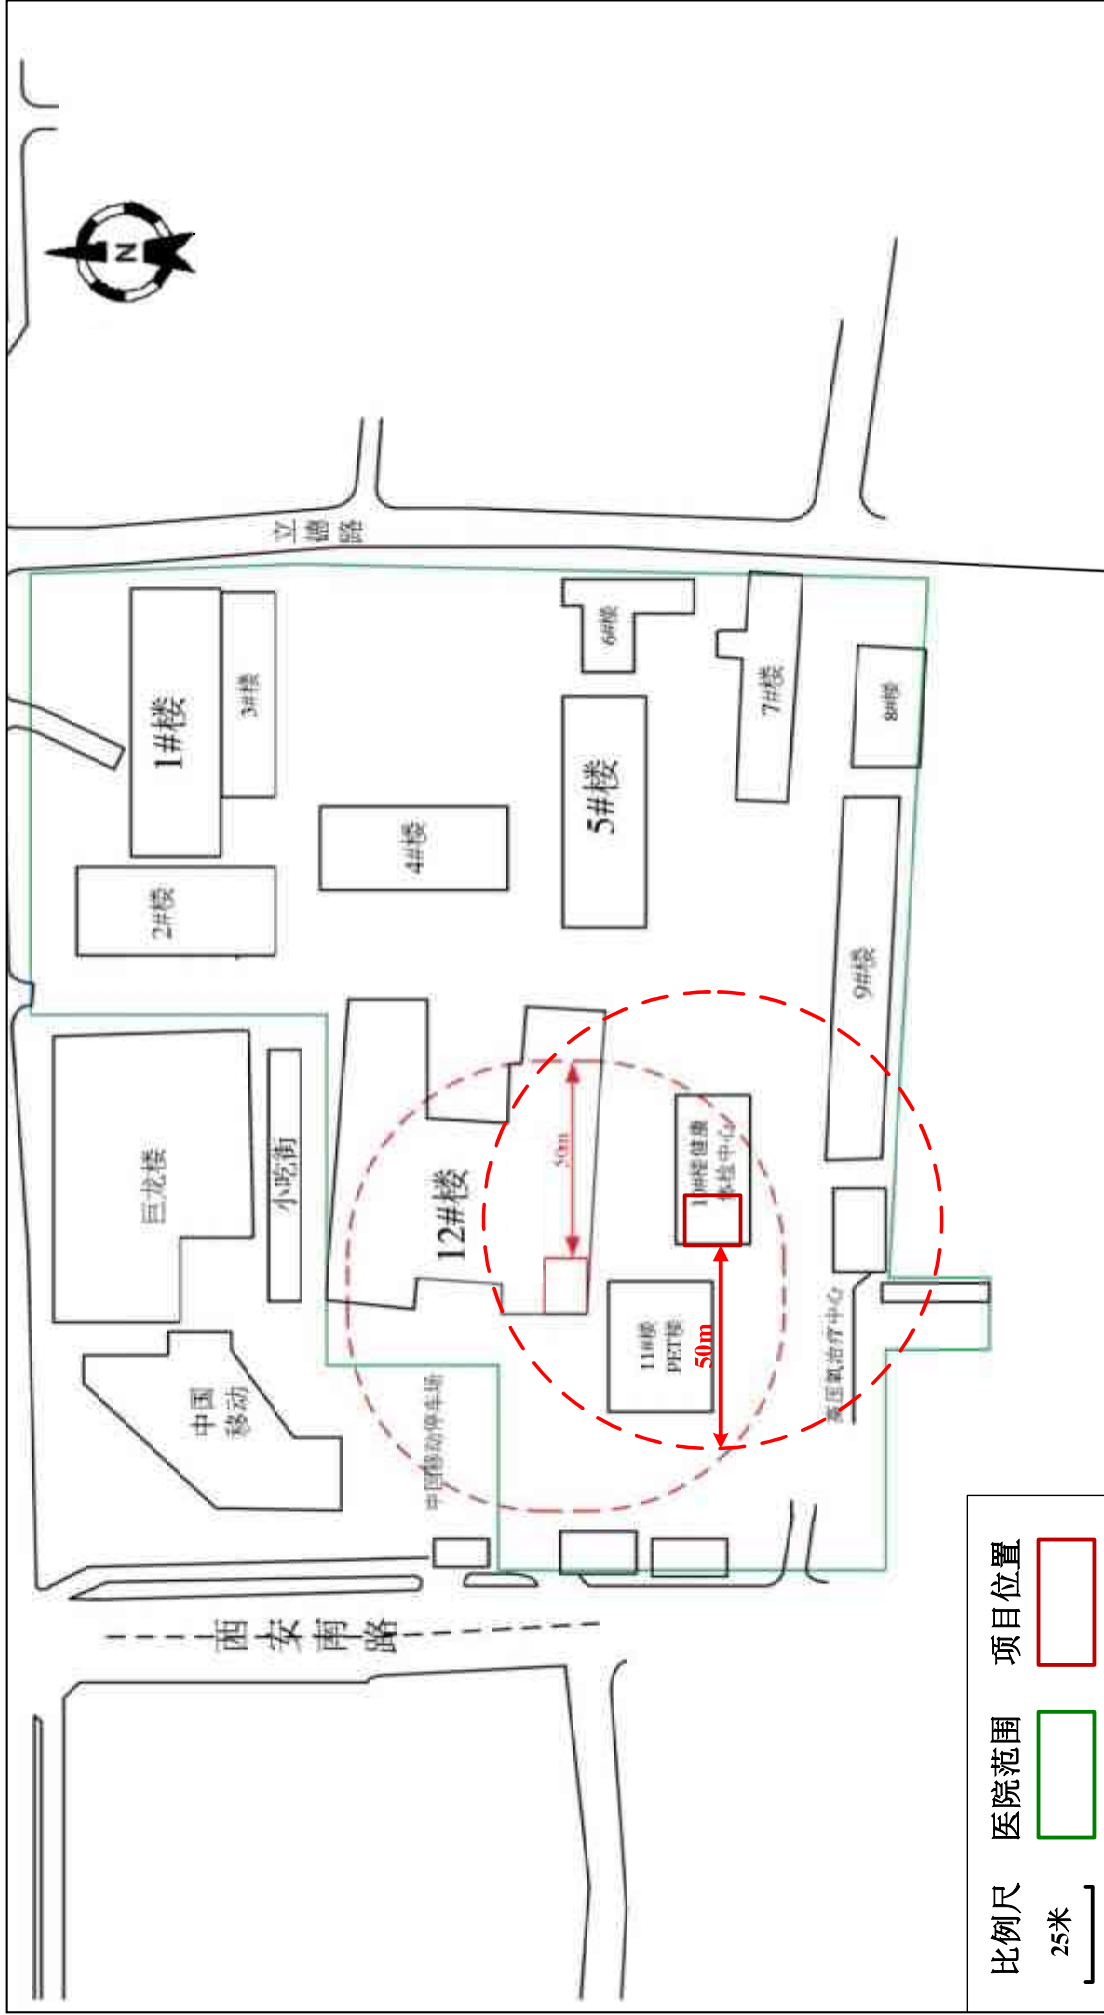 N
立德路
1#楼
3#楼
2#楼
4#楼
6#楼
5#楼
7#楼
8#楼
9#楼
巨龙楼
小吃街
12#楼
50m
10#楼健康
体检中心
11#楼
PET楼
50m
高压氧治疗中心
中国
移动
中国移动停车场
西安南路
比例尺
25米
医院范围
项目位置